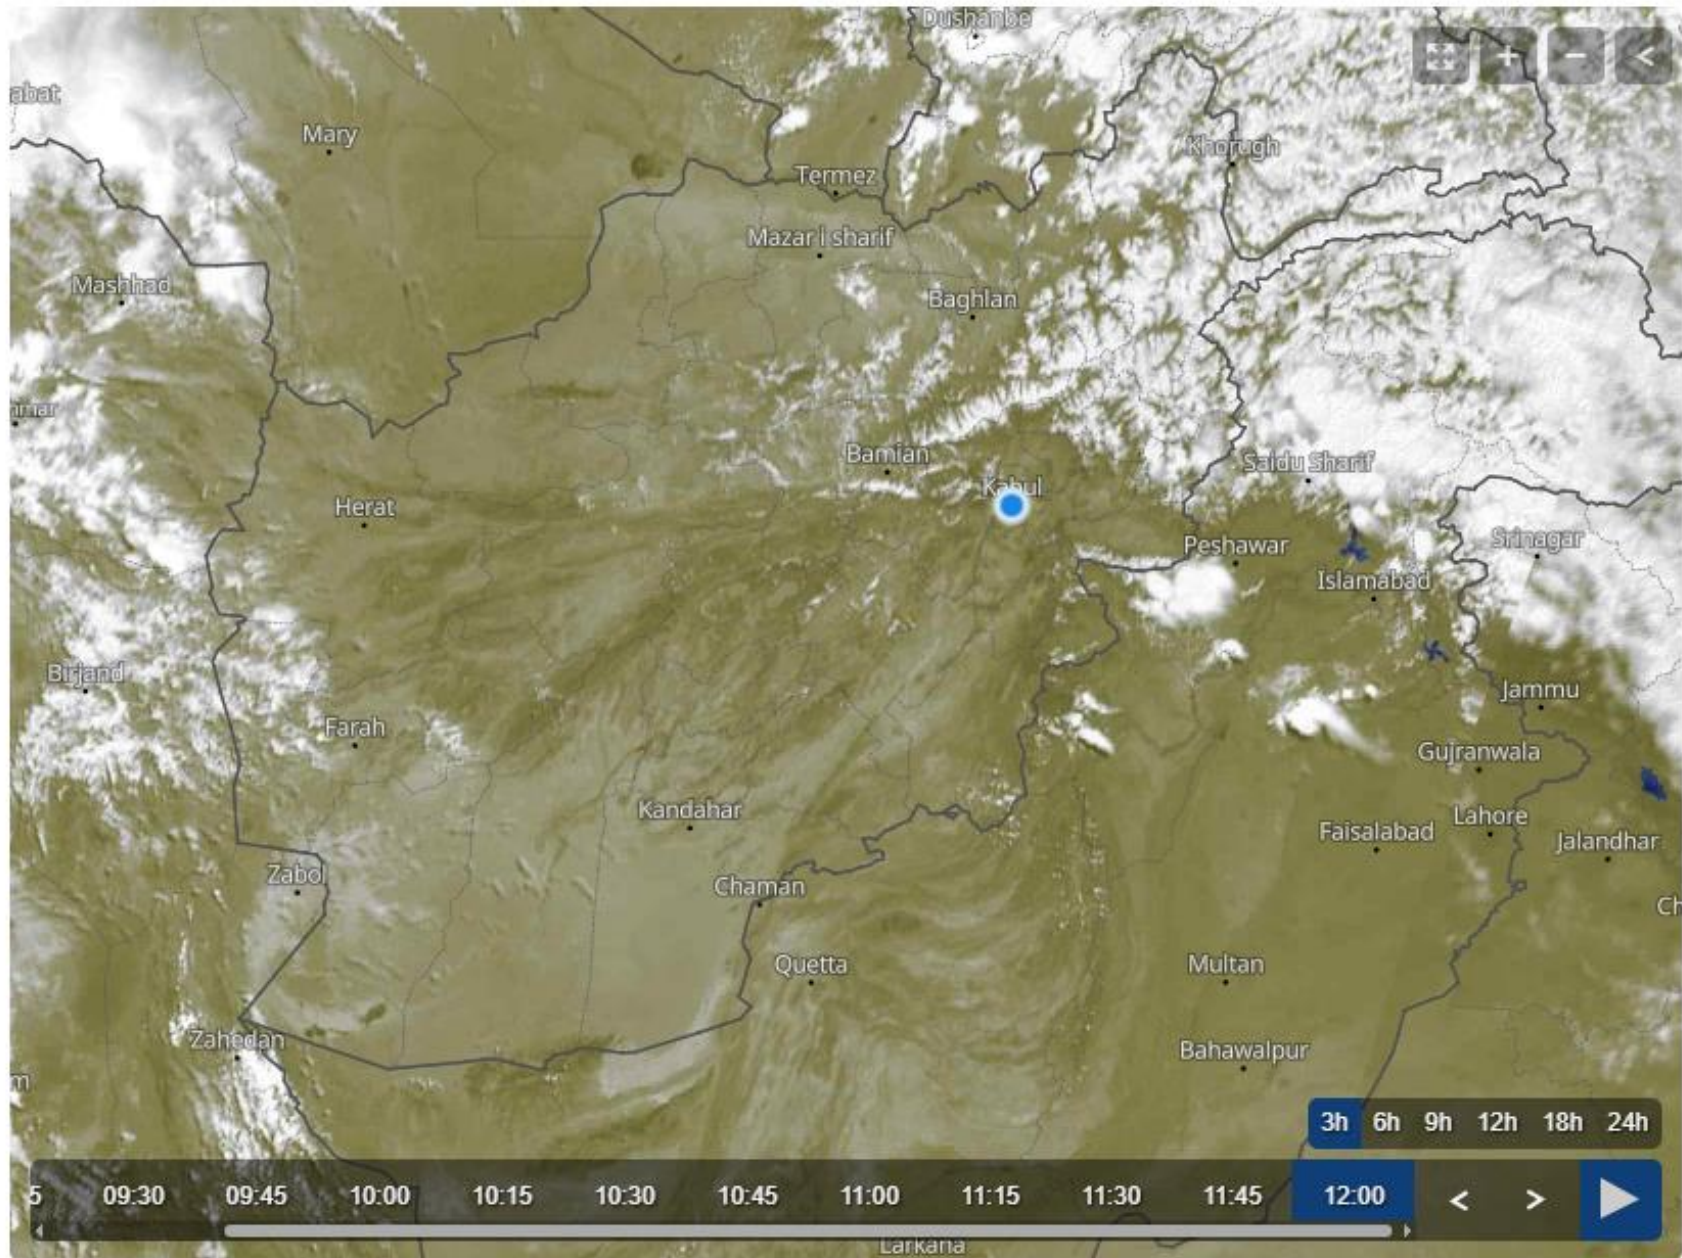 Dushanbe
+ − <
abat
Mary
Khorugh
Termez
Mazar I sharif
Mashhad
Baghlan
mar
Bamian
Saidu Sharif
Kabul
Herat
Srinagar
Peshawar
Islamabad
Birjand
Jammu
Farah
Gujranwala
Kandahar
Lahore
Faisalabad
Jalandhar
Zabol
Chaman
Ch
Quetta
Multan
Zahedan
Bahawalpur
m
3h 6h 9h 12h 18h 24h
5 09:30 09:45 10:00 10:15 10:30 10:45 11:00 11:15 11:30 11:45 12:00 < >
Larkana